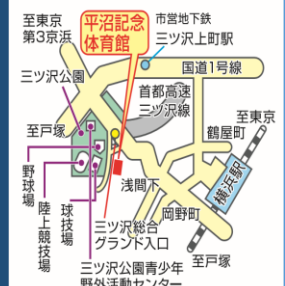 至東京
第3京浜
平沼記念
体育館
市営地下鉄
三ツ沢上町駅
国道1号線
三ツ沢公園
首都高速
三ツ沢線
至東京
至戸塚
鶴屋町
横浜駅
浅間下
岡野町
野球場
陸上競技場
球技場
三ツ沢総合
グランド入口
至戸塚
三ツ沢公園青少年
野外活動センター